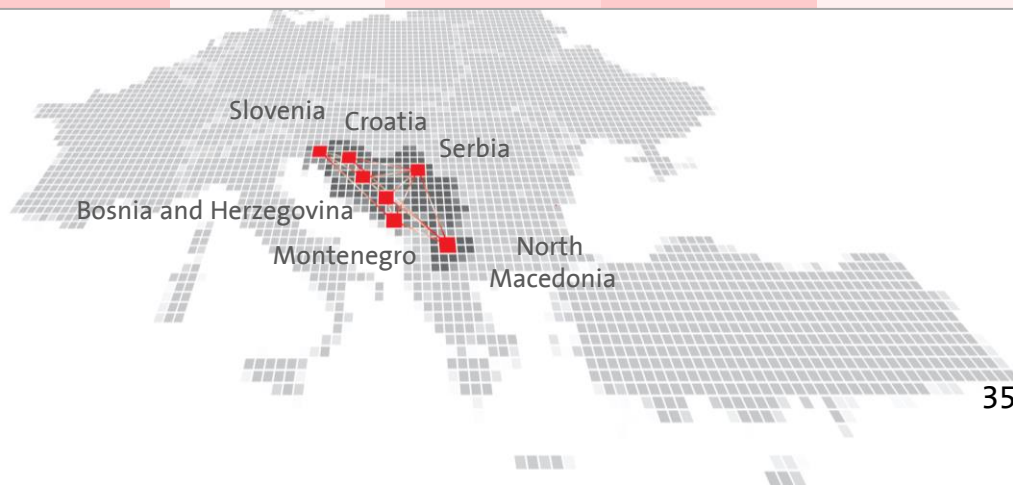 Slovenia
Croatia
Serbia
Bosnia and Herzegovina
Montenegro
North
Macedonia
35